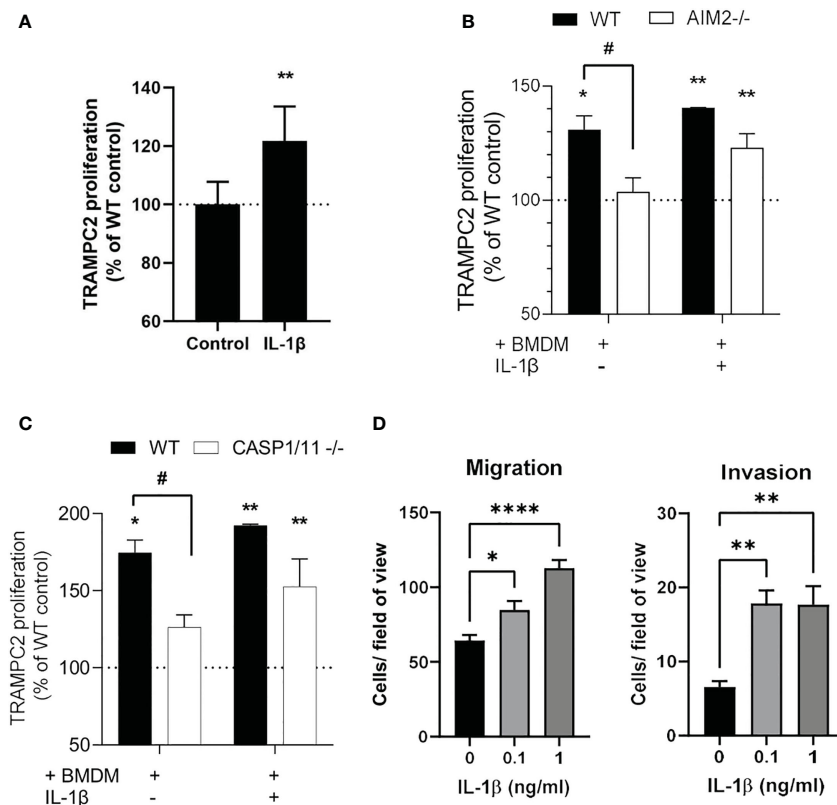 A
TRAMPC2 proliferation
(% of WT control)
140
120
100
80
60
**
Control IL-1β
B
WT AIM2-/-
TRAMPC2 proliferation
(% of WT control)
150
100
50
#
* ** **
+ BMDM + +
IL-1β - +
C
WT CASP1/11 -/-
TRAMPC2 proliferation
(% of WT control)
200
175
150
100
50
#
* ** **
+ BMDM + +
IL-1β - +
D
Migration
Cells/ field of view
150
100
50
0
****
*
0 0.1 1
IL-1β (ng/ml)
Invasion
Cells/ field of view
30
20
10
0
**
**
0 0.1 1
IL-1β (ng/ml)